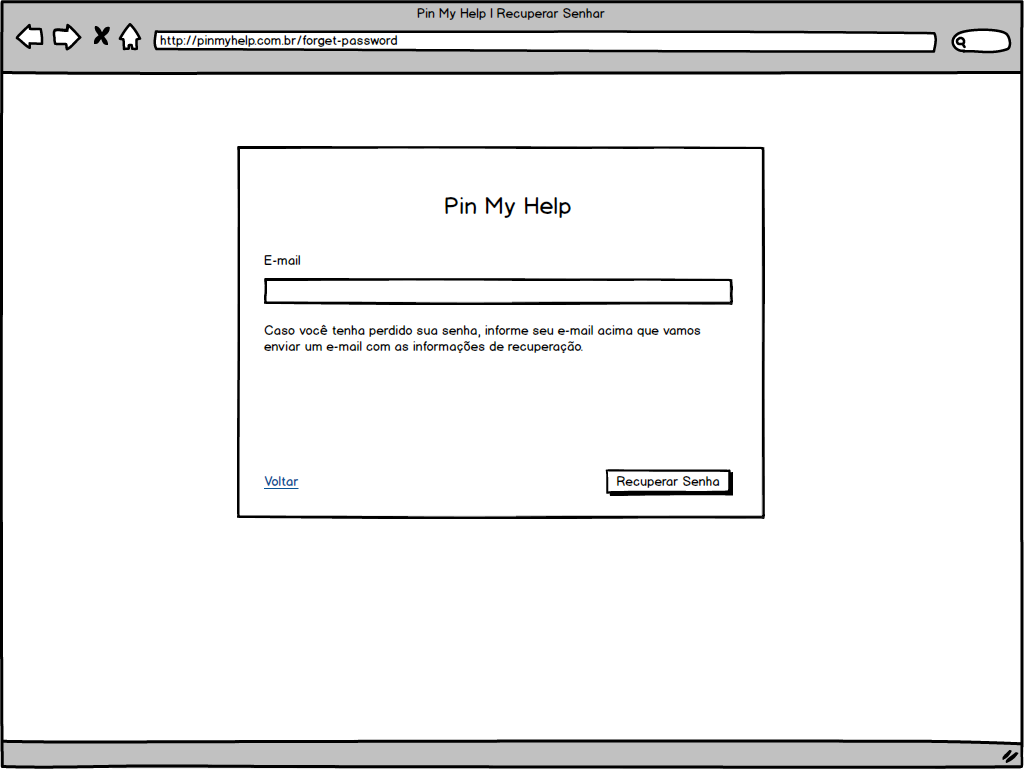 Pin My Help | Recuperar Senhar
http://pinmyhelp.com.br/forget-password
Pin My Help
E-mail
Caso você tenha perdido sua senha, informe seu e-mail acima que vamos
enviar um e-mail com as informações de recuperação.
Voltar
Recuperar Senha